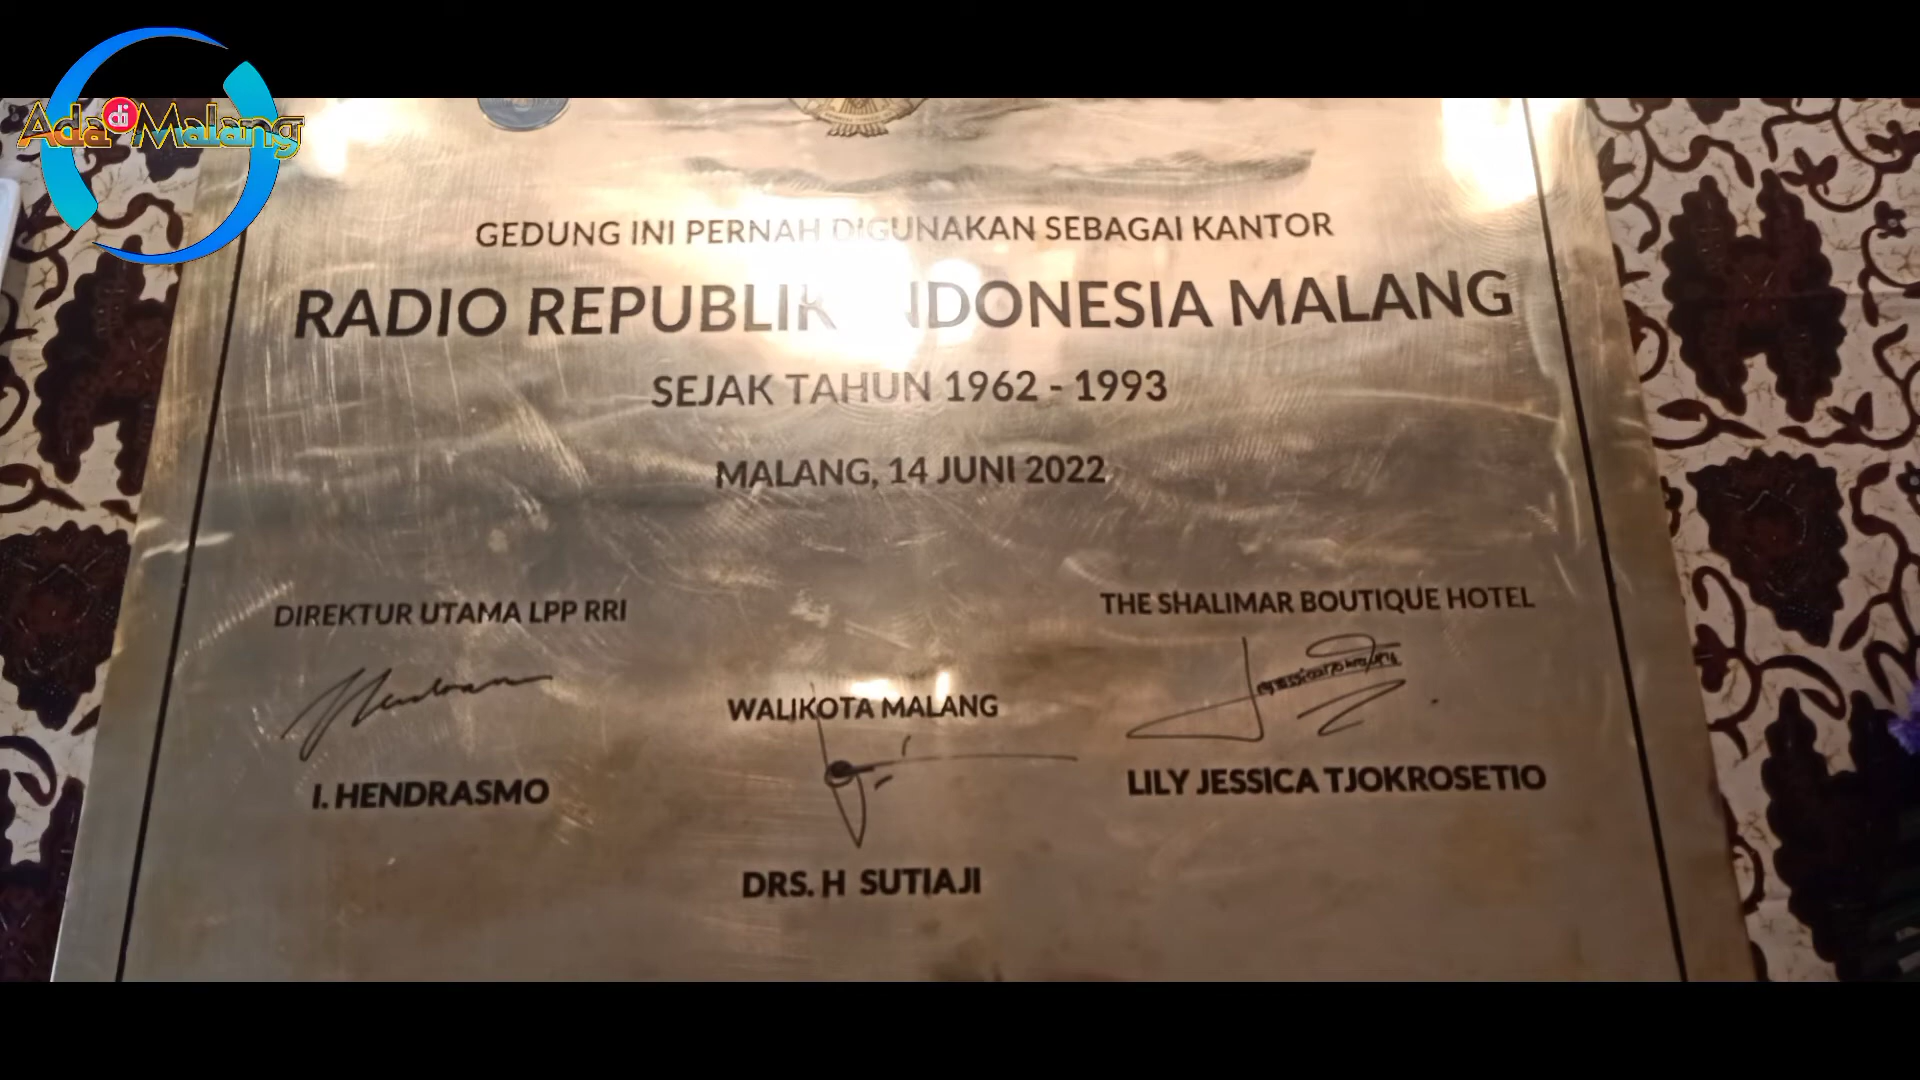 Ada di Malang
GEDUNG INI PERNAH DIGUNAKAN SEBAGAI KANTOR
RADIO REPUBLIK INDONESIA MALANG
SEJAK TAHUN 1962 - 1993
MALANG, 14 JUNI 2022
DIREKTUR UTAMA LPP RRI
THE SHALIMAR BOUTIQUE HOTEL
WALIKOTA MALANG
I. HENDRASMO
LILY JESSICA TJOKROSETIO
DRS. H SUTIAJI